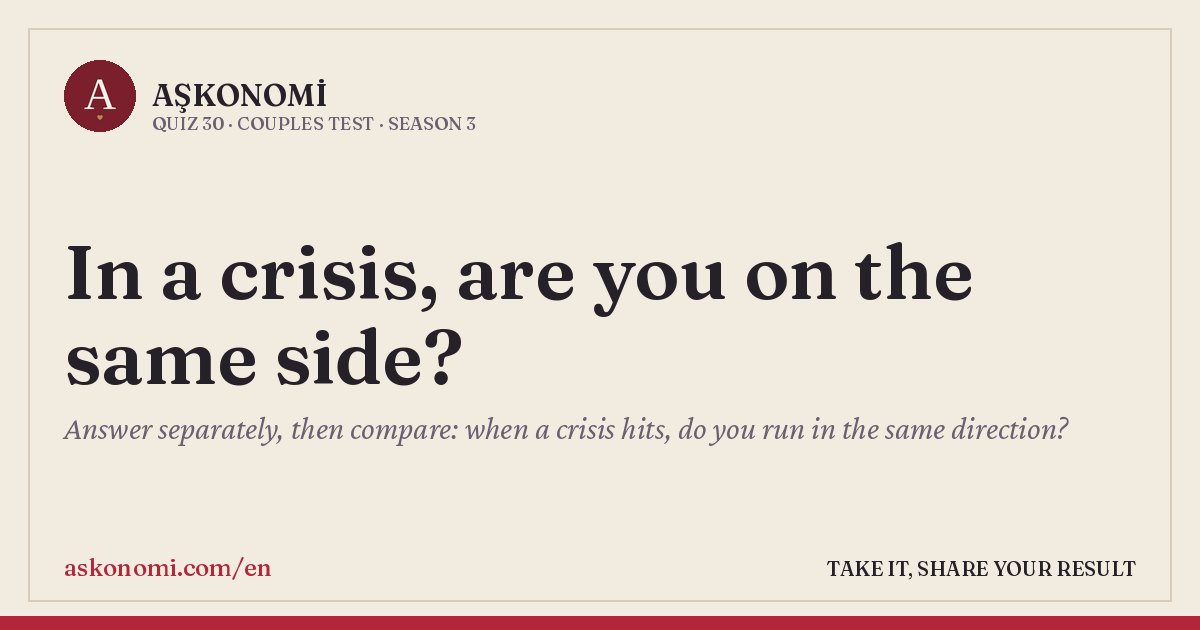 A
AŞKONOMİ
QUIZ 30 · COUPLES TEST · SEASON 3
In a crisis, are you on the
same side?
Answer separately, then compare: when a crisis hits, do you run in the same direction?
askonomi.com/en
TAKE IT, SHARE YOUR RESULT